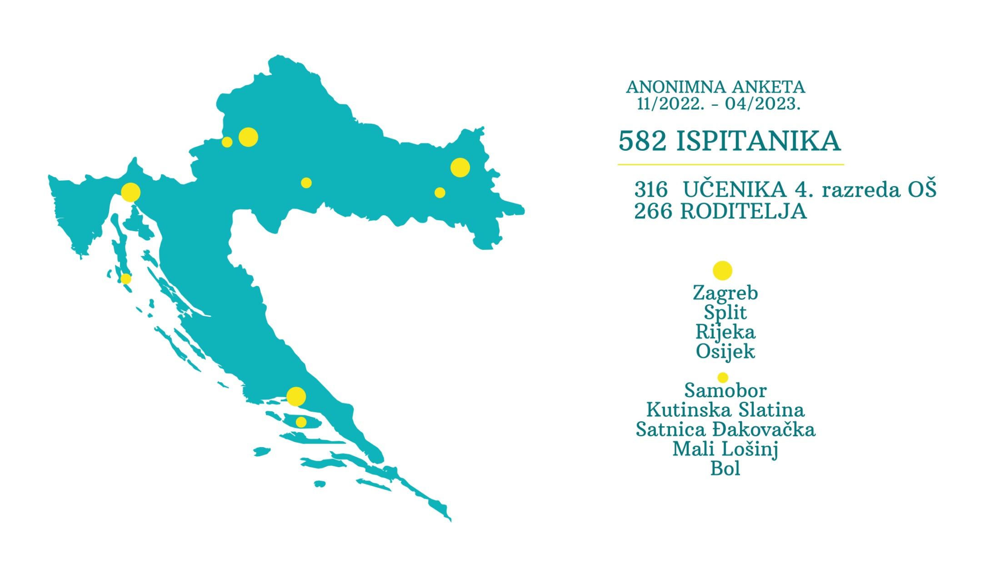 ANONIMNA ANKETA
11/2022. - 04/2023.
582 ISPITANIKA
316 UČENIKA 4. razreda OŠ
266 RODITELJA
Zagreb
Split
Rijeka
Osijek
Samobor
Kutinska Slatina
Satnica Đakovačka
Mali Lošinj
Bol